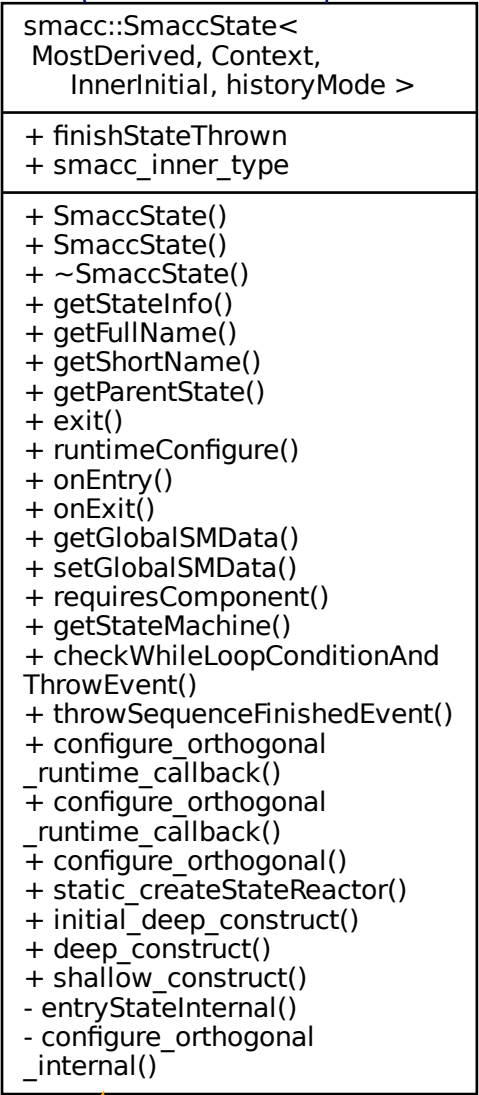 smacc::SmaccState<
MostDerived, Context,
InnerInitial, historyMode >
+ finishStateThrown
+ smacc_inner_type
+ SmaccState()
+ SmaccState()
+ ~SmaccState()
+ getStateInfo()
+ getFullName()
+ getShortName()
+ getParentState()
+ exit()
+ runtimeConfigure()
+ onEntry()
+ onExit()
+ getGlobalSMData()
+ setGlobalSMData()
+ requiresComponent()
+ getStateMachine()
+ checkWhileLoopConditionAnd
ThrowEvent()
+ throwSequenceFinishedEvent()
+ configure_orthogonal
_runtime_callback()
+ configure_orthogonal
_runtime_callback()
+ configure_orthogonal()
+ static_createStateReactor()
+ initial_deep_construct()
+ deep_construct()
+ shallow_construct()
- entryStateInternal()
- configure_orthogonal
_internal()